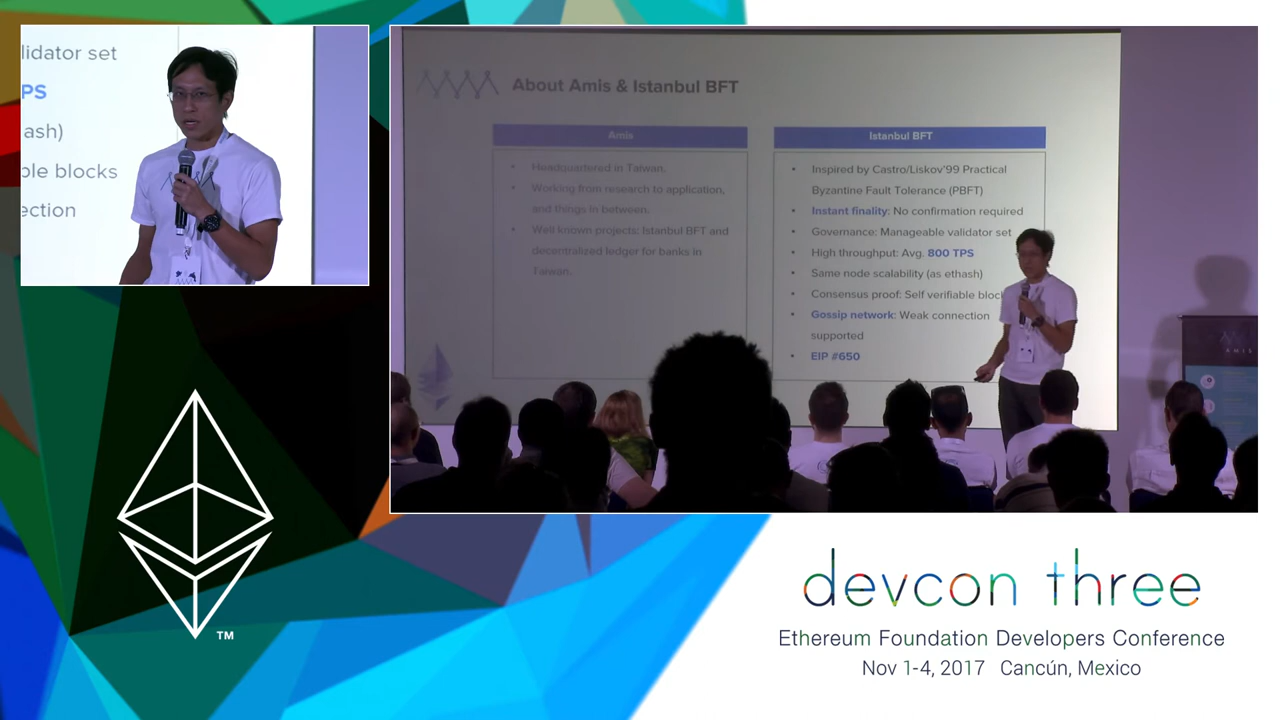 lidator set
PS
ash)
ble blocks
ection
About Amis & Istanbul BFT
Amis
Headquartered in Taiwan.
Working from research to application,
and things in between.
Well known projects: Istanbul BFT and
decentralized ledger for banks in
Taiwan.
Istanbul BFT
Inspired by Castro/Liskov'99 Practical
Byzantine Fault Tolerance (PBFT)
Instant finality: No confirmation required
Governance: Manageable validator set
High throughput: Avg. 800 TPS
Same node scalability (as ethash)
Consensus proof: Self verifiable bloc
Gossip network: Weak connection
supported
EIP #650
AMIS
TM
devcon three
Ethereum Foundation Developers Conference
Nov 1-4, 2017 Cancún, Mexico